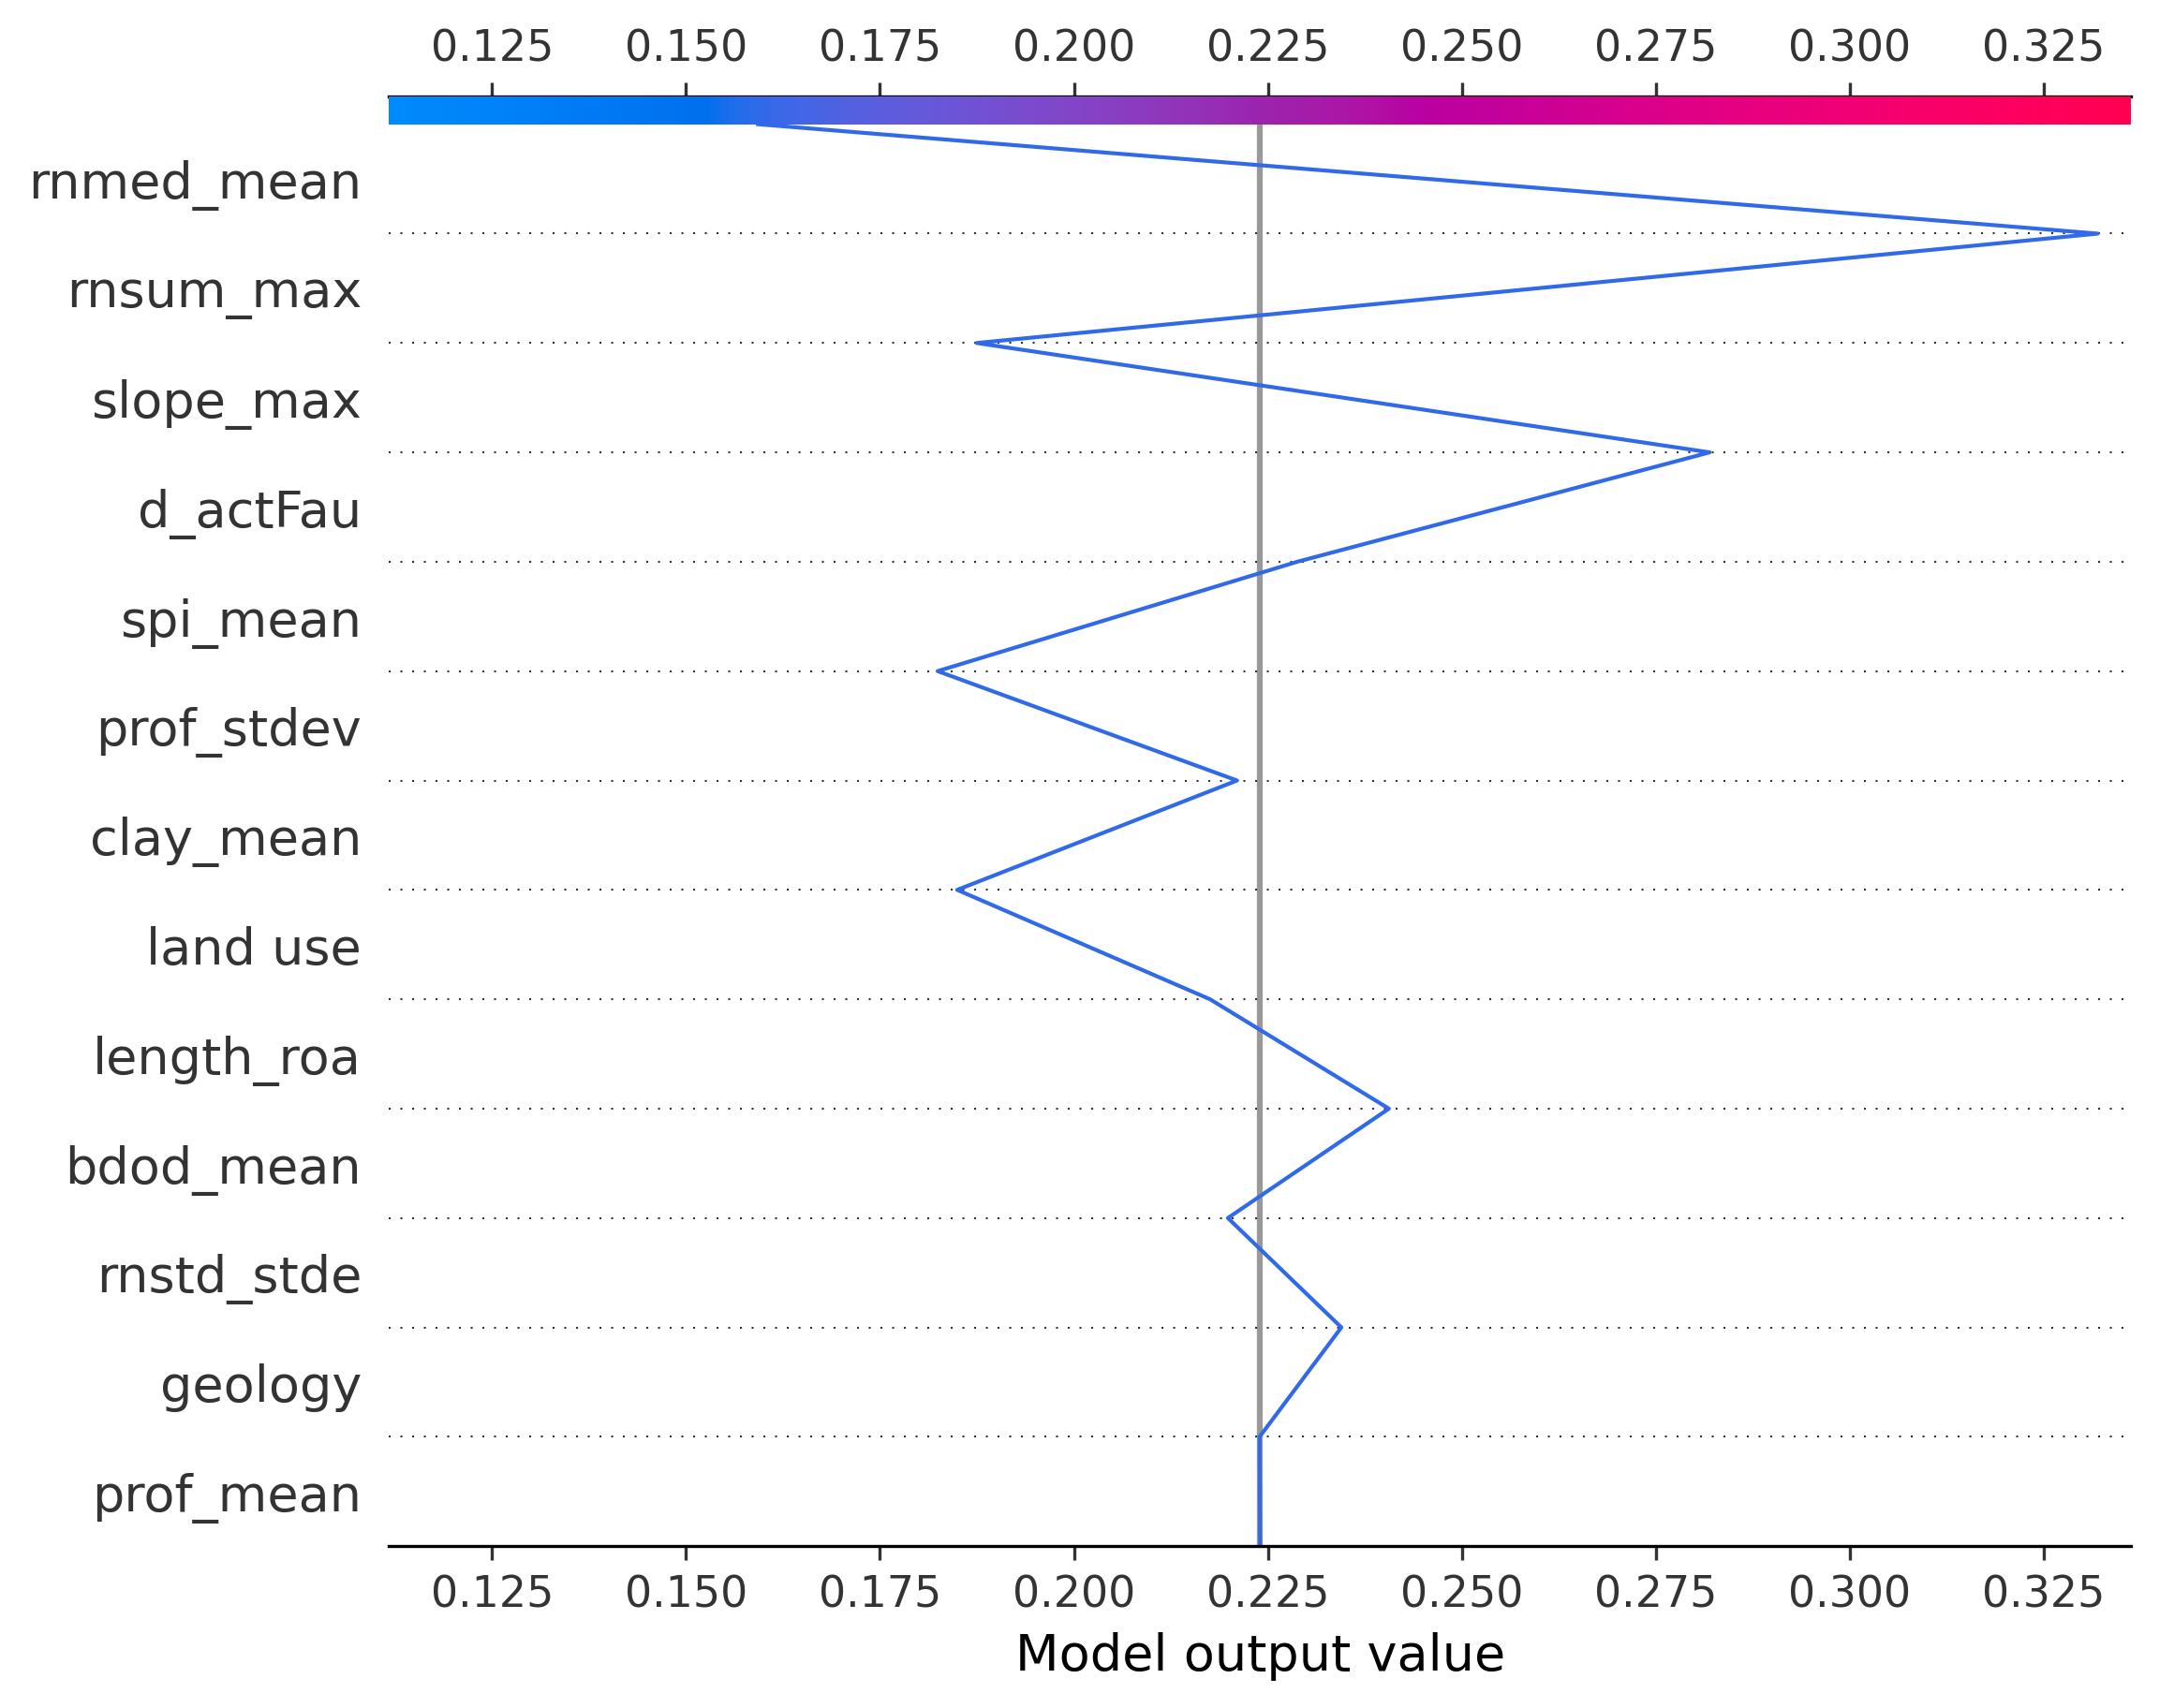 0.125 0.150 0.175 0.200 0.225 0.250 0.275 0.300 0.325
rnmed_mean
rnsum_max
slope_max
d_actFau
spi_mean
prof_stdev
clay_mean
land use
length_roa
bdod_mean
rnstd_stde
geology
prof_mean
0.125 0.150 0.175 0.200 0.225 0.250 0.275 0.300 0.325
Model output value